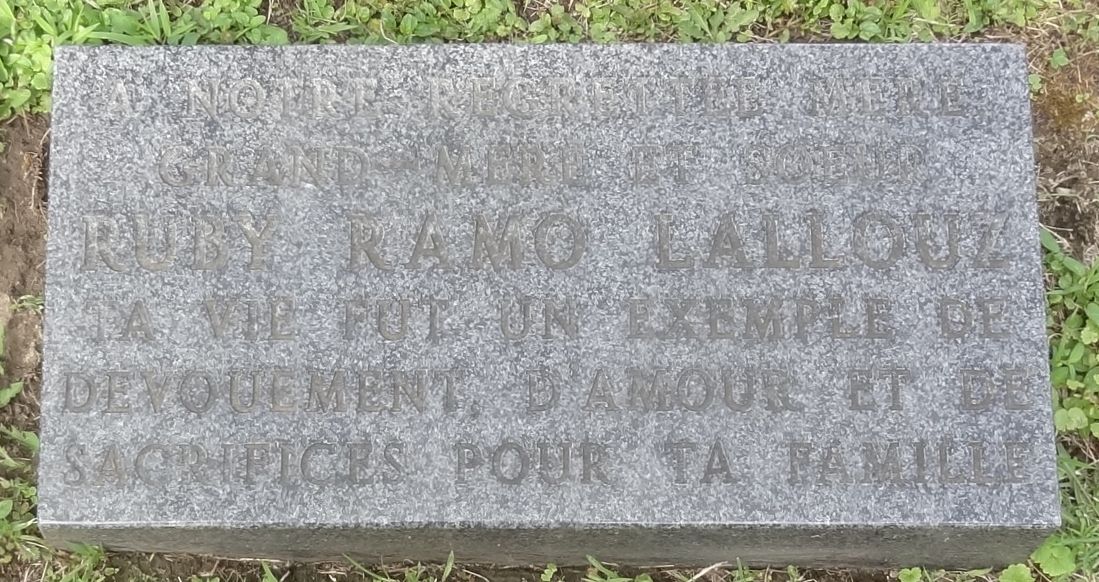 A NOTRE REGRETTEE MERE
GRAND-MERE ET SOEUR
RUBY RAMO LALLOUZ
TA VIE FUT UN EXEMPLE DE
DEVOUEMENT, D'AMOUR ET DE
SACRIFICES POUR TA FAMILLE